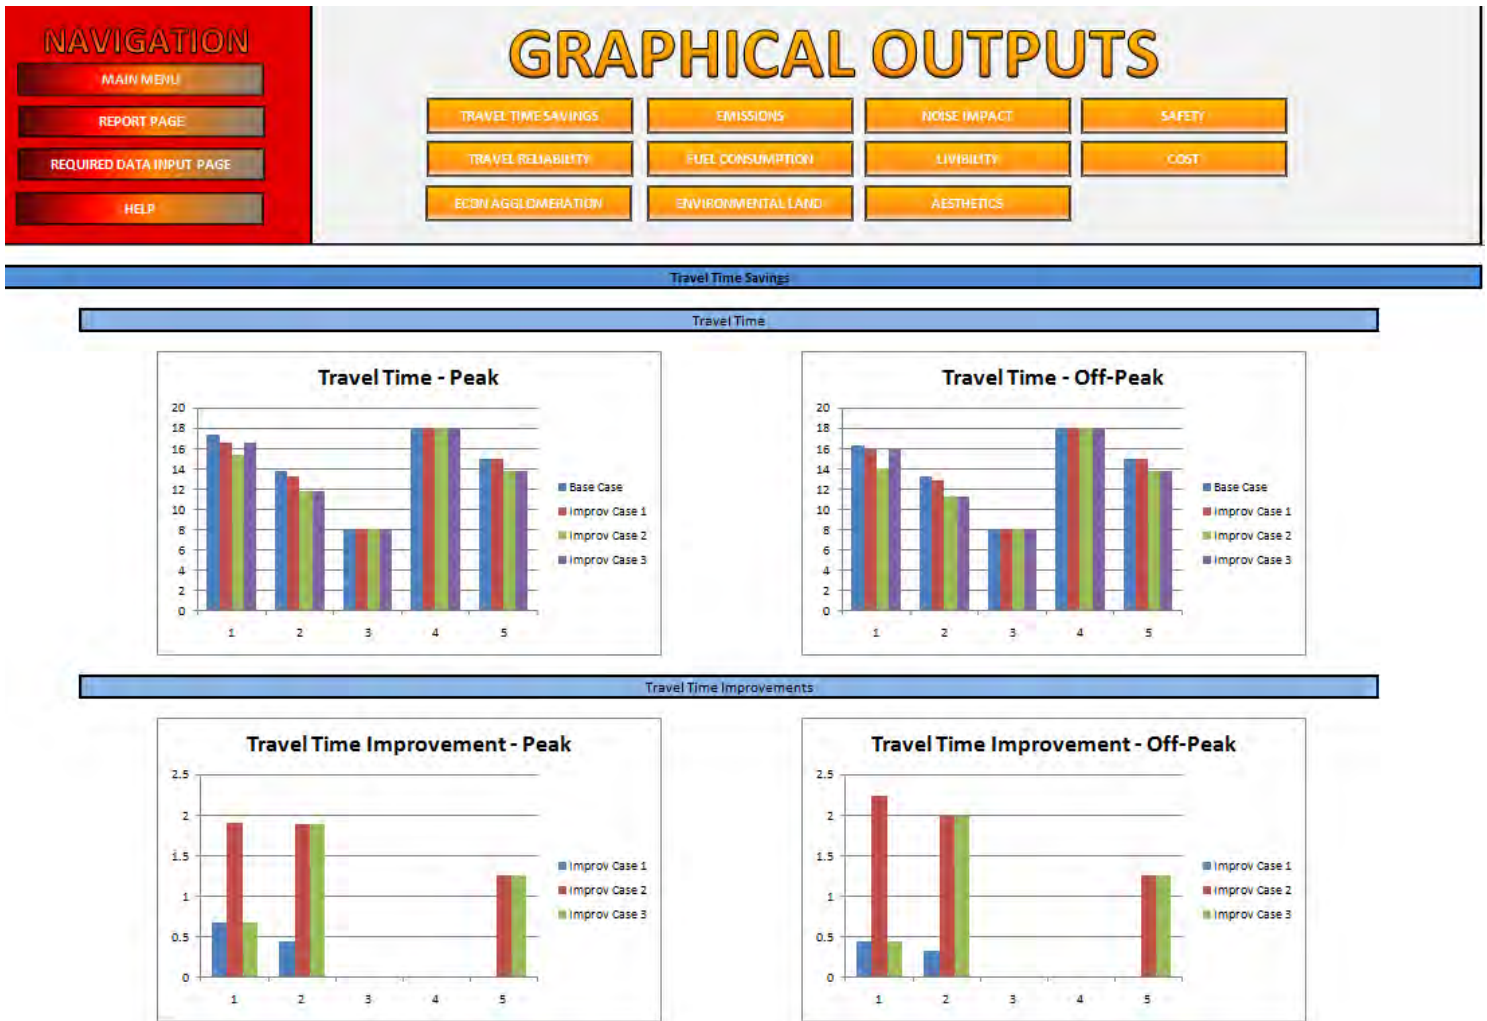 NAVIGATION
MAIN MENU
REPORT PAGE
REQUIRED DATA INPUT PAGE
HELP
GRAPHICAL OUTPUTS
TRAVEL TIME SAVINGS
EMISSIONS
NOISE IMPACT
SAFETY
TRAVEL RELIABILITY
FUEL CONSUMPTION
LIVIBILITY
COST
ECON AGGLOMERATION
ENVIRONMENTAL LAND
AESTHETICS
Travel Time Savings
Travel Time
Travel Time - Peak
20
18
16
14
12
10
8
6
4
2
0
1 2 3 4 5
Base Case
Improv Case 1
Improv Case 2
Improv Case 3
Travel Time - Off-Peak
20
18
16
14
12
10
8
6
4
2
0
1 2 3 4 5
Base Case
Improv Case 1
Improv Case 2
Improv Case 3
Travel Time Improvements
Travel Time Improvement - Peak
2.5
2
1.5
1
0.5
0
1 2 3 4 5
Improv Case 1
Improv Case 2
Improv Case 3
Travel Time Improvement - Off-Peak
2.5
2
1.5
1
0.5
0
1 2 3 4 5
Improv Case 1
Improv Case 2
Improv Case 3